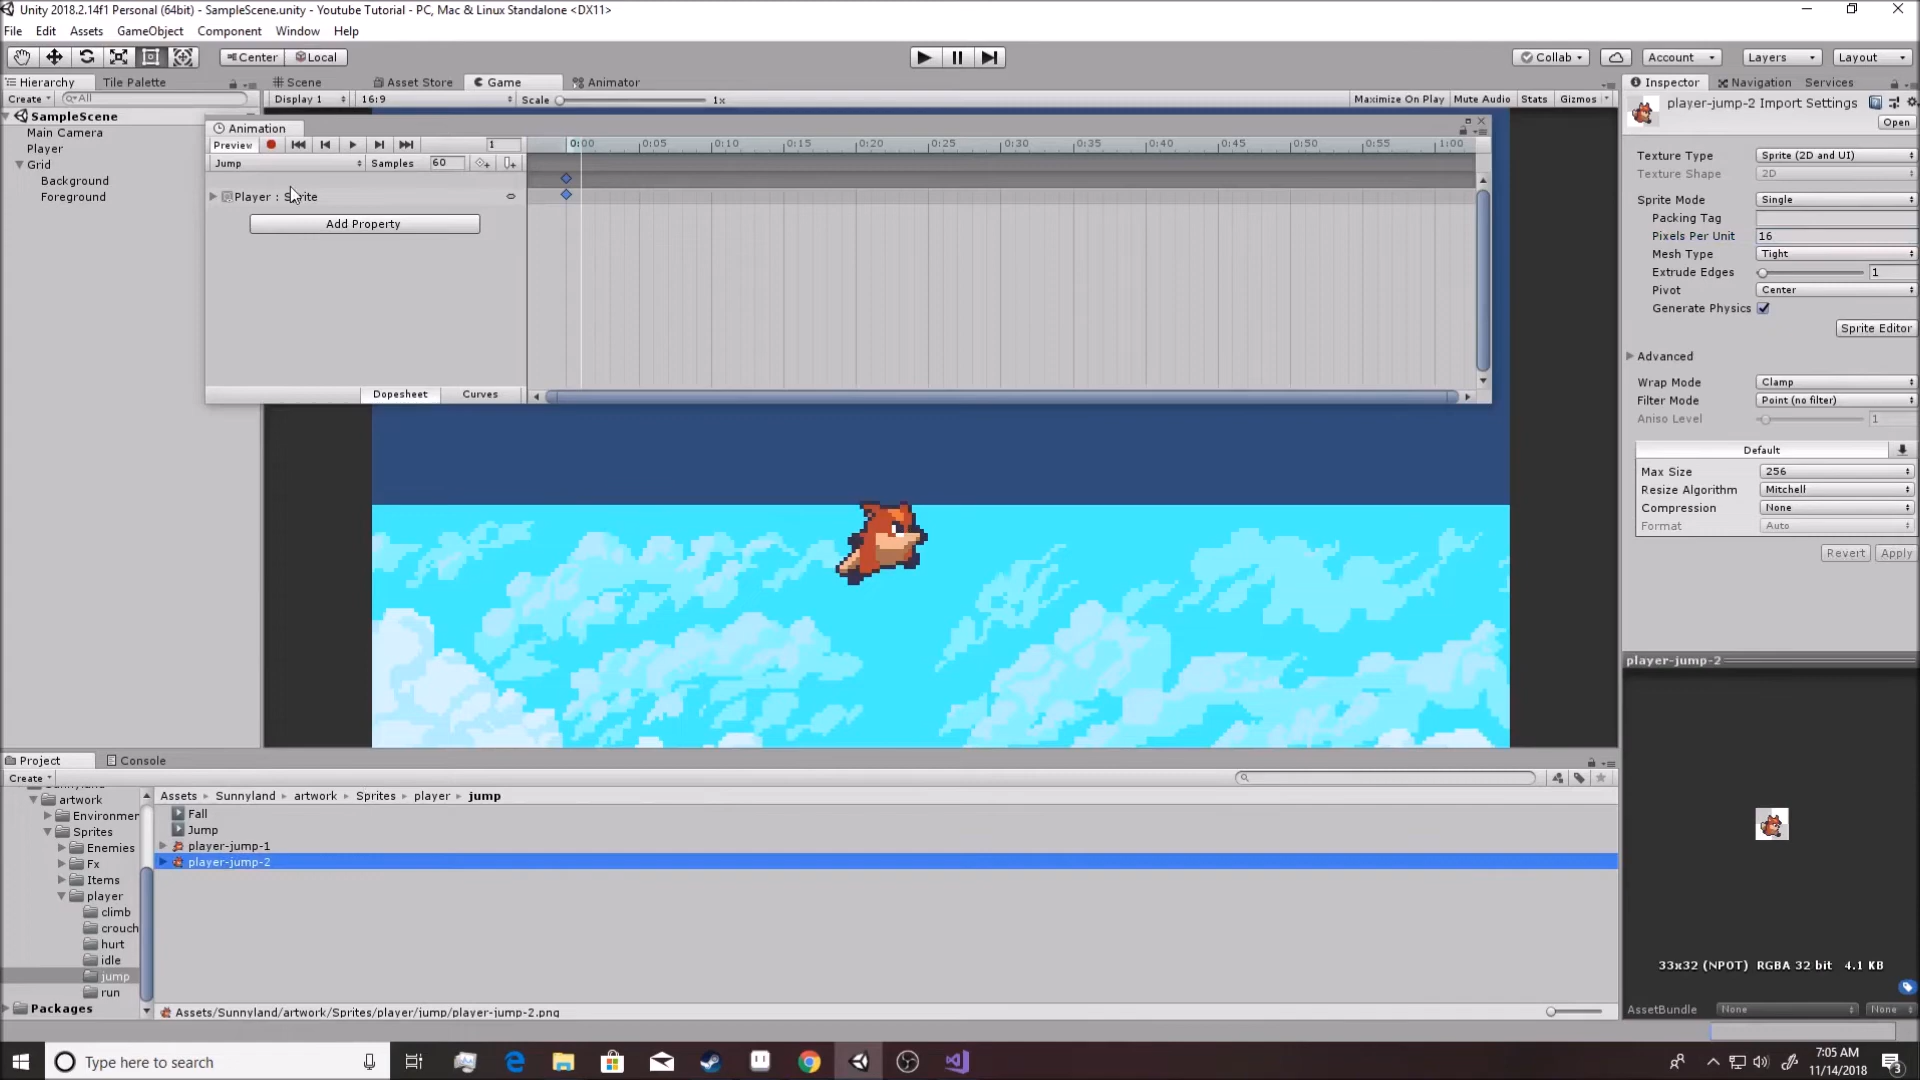 Unity 2018.2.14f1 Personal (64bit) - SampleScene.unity - Youtube Tutorial - PC, Mac & Linux Standalone <DX11>
File Edit Assets GameObject Component Window Help
Center Local Collab Account Layers Layout
Hierarchy Tile Palette Scene Asset Store Game Animator Inspector Navigation Services
Create All Display 1 16:9 Scale 1x Maximize On Play Mute Audio Stats Gizmos
player-jump-2 Import Settings
Open
SampleScene
Main Camera
Player
Grid
Background
Foreground
Animation
Preview 1 0:00 0:05 0:10 0:15 0:20 0:25 0:30 0:35 0:40 0:45 0:50 0:55 1:00
Jump Samples 60
Player : Sprite
Add Property
Dopesheet Curves
Texture Type Sprite (2D and UI)
Texture Shape 2D
Sprite Mode Single
Packing Tag
Pixels Per Unit 16
Mesh Type Tight
Extrude Edges 1
Pivot Center
Generate Physics
Sprite Editor
Advanced
Wrap Mode Clamp
Filter Mode Point (no filter)
Aniso Level 1
Default
Max Size 256
Resize Algorithm Mitchell
Compression None
Format Auto
Revert Apply
player-jump-2
33x32 (NPOT) RGBA 32 bit 4.1 KB
AssetBundle None None
Project Console
Create
artwork
Environmer
Sprites
Enemies
Fx
Items
player
climb
crouch
hurt
idle
jump
run
Packages
Assets Sunnyland artwork Sprites player jump
Fall
Jump
player-jump-1
player-jump-2
Assets/Sunnyland/artwork/Sprites/player/jump/player-jump-2.png
Type here to search
7:05 AM
11/14/2018
3